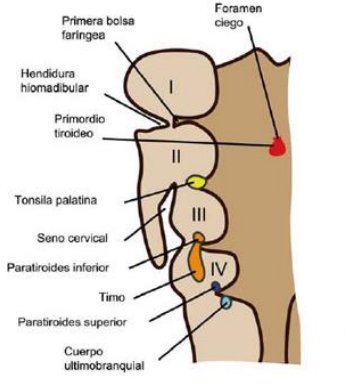 Foramen
ciego
Primera bolsa
faríngea
I
Hendidura
hiomadibular
Primordio
tiroideo
II
Tonsila palatina
III
Seno cervical
Paratiroides inferior
IV
Timo
Paratiroides superior
Cuerpo
ultimobranquial